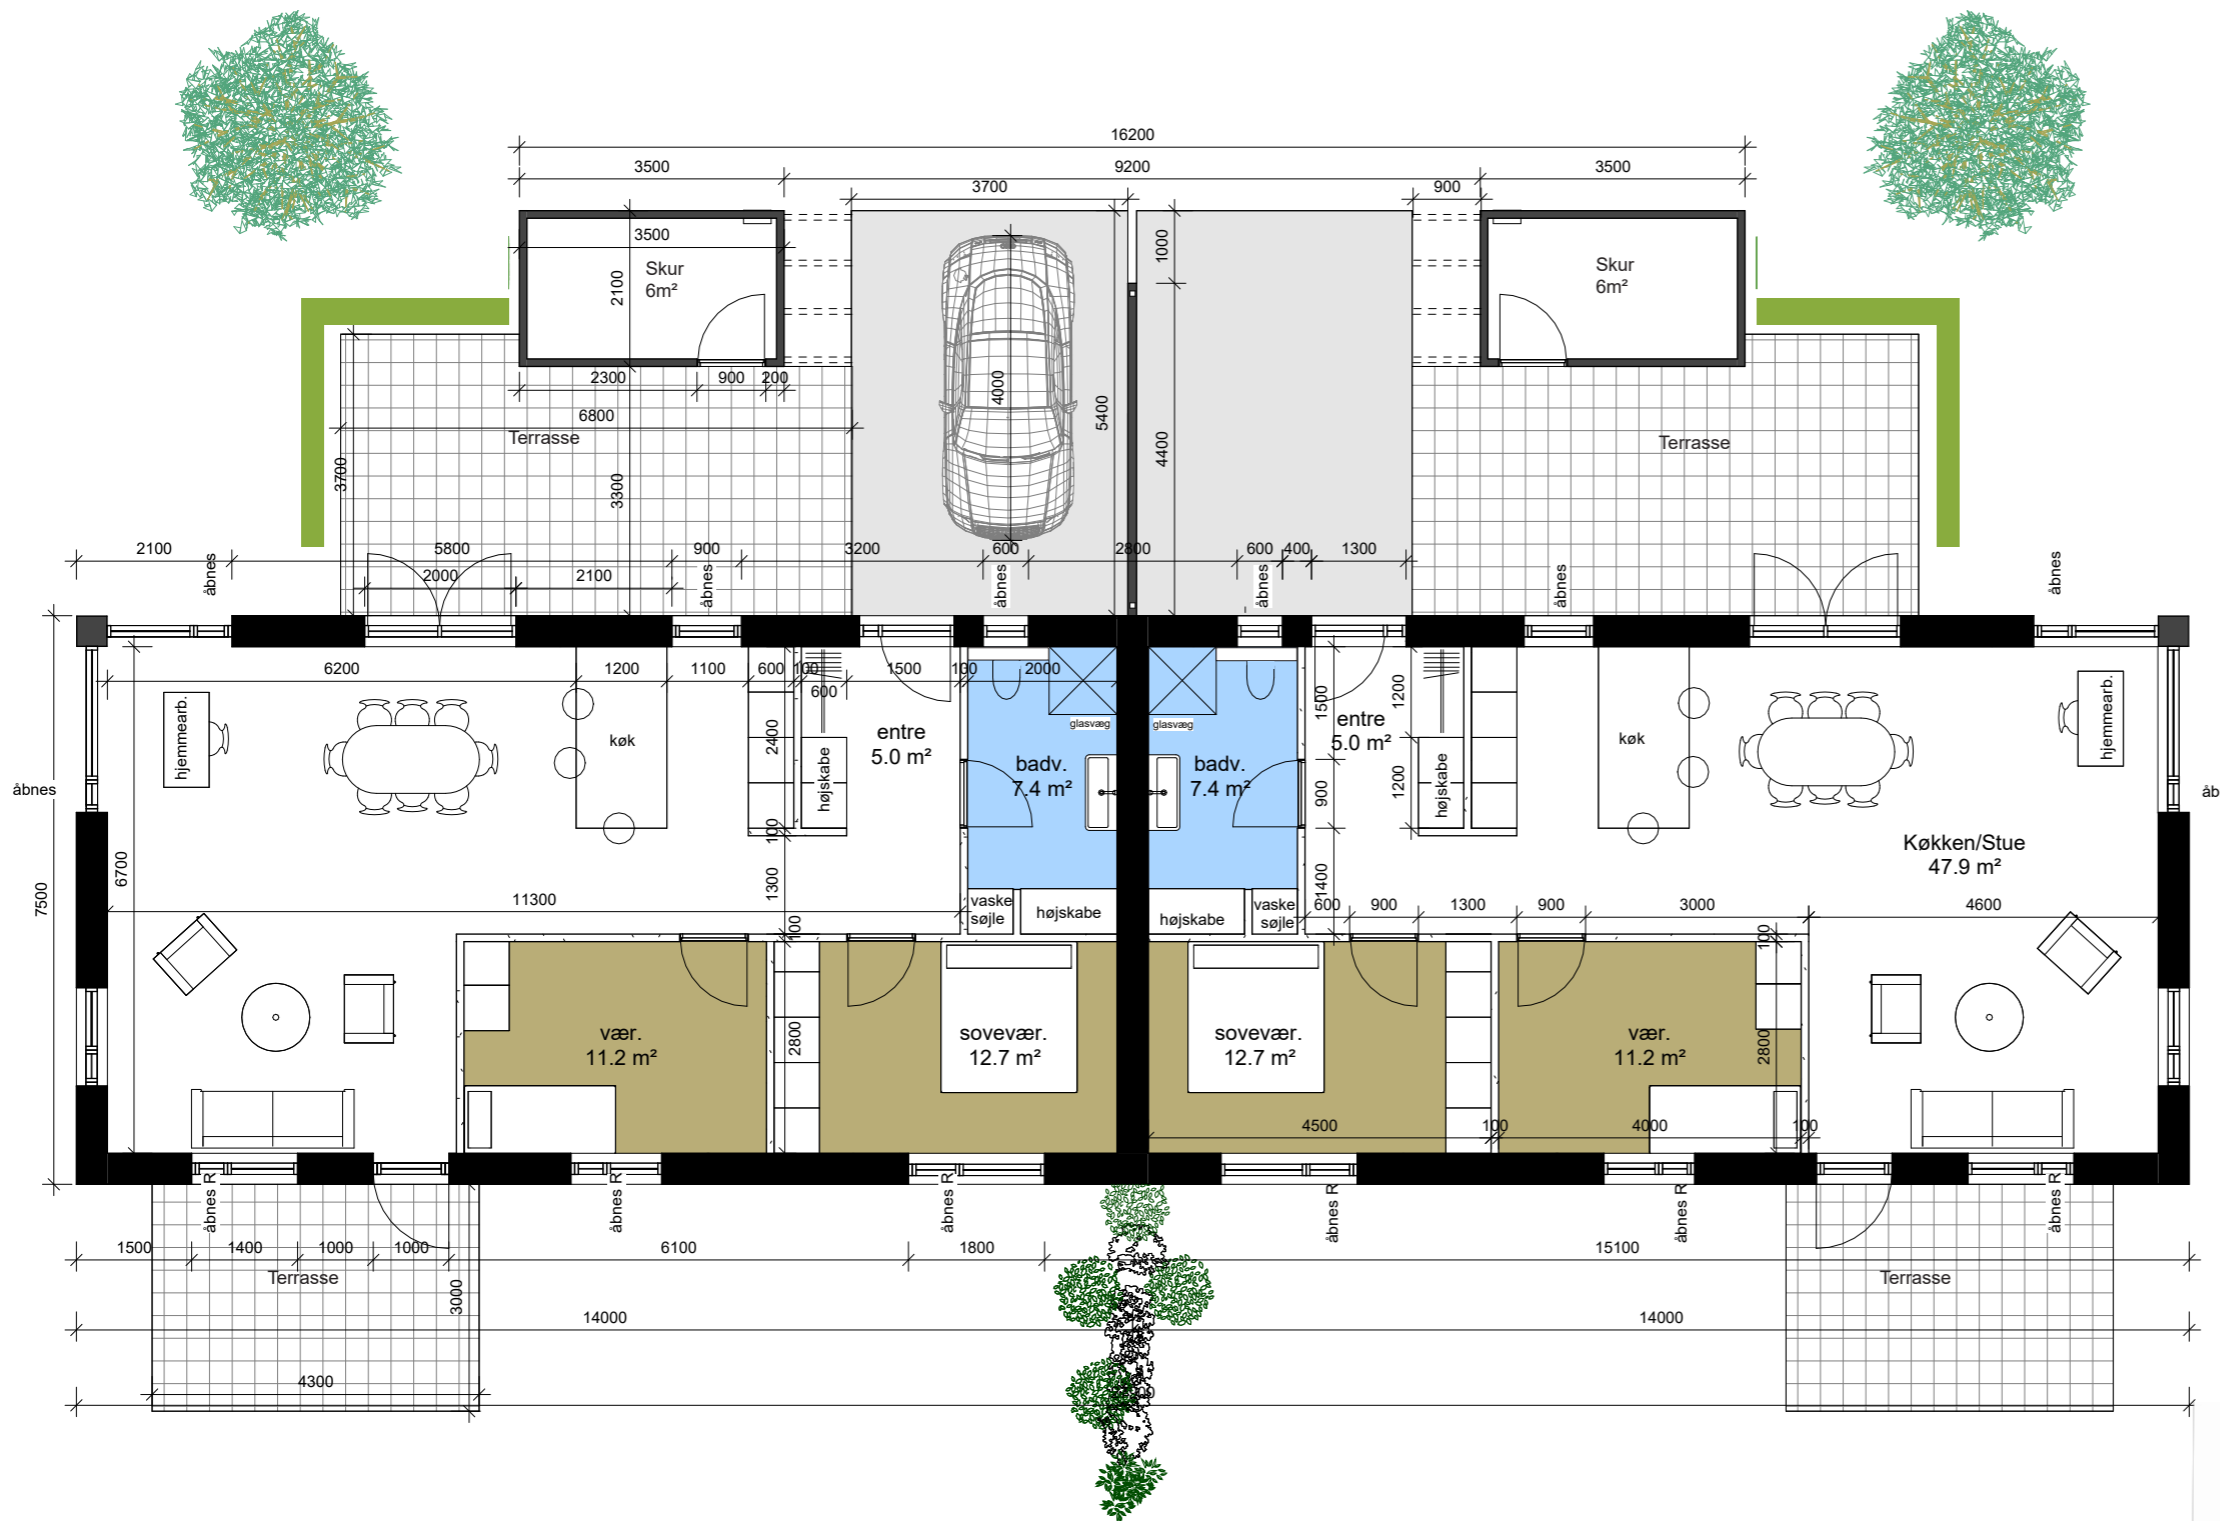 16200
3500
9200
3500
3700
900
3500
Skur
6m²
2100
1000
Skur
6m²
2300
900
200
4000
5400
6800
Terrasse
4400
Terrasse
3700
3300
2100
5800
900
3200
600
2800
600
400
1300
åbnes
2000
2100
åbnes
åbnes
åbnes
åbnes
åbnes
6200
1200
1100
600
100
1500
100
2000
600
hjemmearb.
køk
2400
højskabe
entre
5.0 m²
glasvæg
glasvæg
badv.
7.4 m²
badv.
7.4 m²
1500
entre
5.0 m²
1200
1200
højskabe
900
køk
hjemmearb.
åbnes
åb
7500
6700
100
1300
Køkken/Stue
47.9 m²
11300
vaske
søjle
højskabe
højskabe
vaske
søjle
1400
600
900
1300
900
3000
4600
100
100
vær.
11.2 m²
2800
sovevær.
12.7 m²
sovevær.
12.7 m²
vær.
11.2 m²
2800
4500
100
4000
100
åbnes R
åbnes R
åbnes R
åbnes R
åbnes R
åbnes R
1500
1400
1000
1000
6100
1800
15100
Terrasse
3000
Terrasse
14000
14000
4300